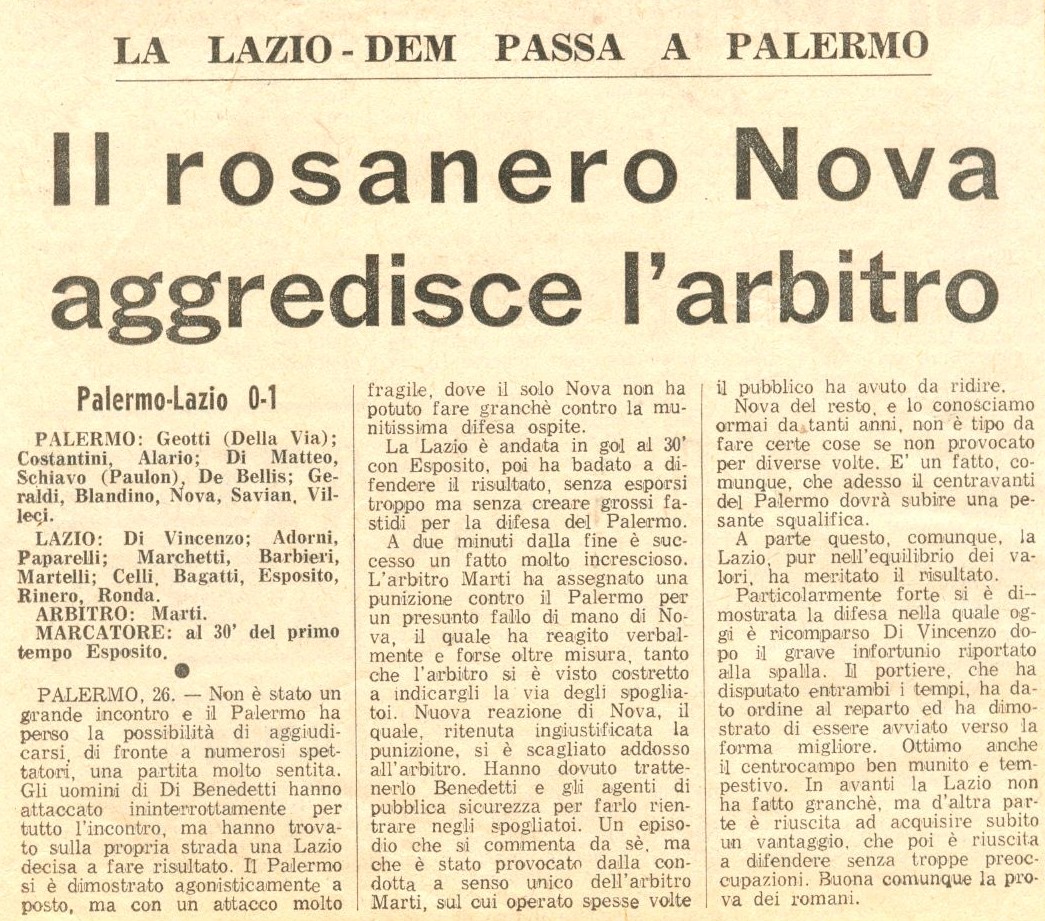 LA LAZIO - DEM PASSA A PALERMO
Il rosanero Nova
aggredisce l'arbitro
Palermo-Lazio 0-1
PALERMO: Geotti (Della Via);
Costantini, Alario; Di Matteo,
Schiavo (Paulon), De Bellis; Ge-
raldi, Blandino, Nova, Savian, Vil-
leçi.
LAZIO: Di Vincenzo; Adorni,
Paparelli; Marchetti, Barbieri,
Martelli; Celli, Bagatti, Esposito,
Rinero, Ronda.
ARBITRO: Marti.
MARCATORE: al 30' del primo
tempo Esposito.
PALERMO, 26. — Non è stato un
grande incontro e il Palermo ha
perso la possibilità di aggiudi-
carsi, di fronte a numerosi spet-
tatori, una partita molto sentita.
Gli uomini di Di Benedetti hanno
attaccato ininterrottamente per
tutto l'incontro, ma hanno trova-
to sulla propria strada una Lazio
decisa a fare risultato. Il Palermo
si è dimostrato agonisticamente a
posto, ma con un attacco molto
fragile, dove il solo Nova non ha
potuto fare granchè contro la mu-
nitissima difesa ospite.
La Lazio è andata in gol al 30'
con Esposito, poi ha badato a di-
fendere il risultato, senza esporsi
troppo ma senza creare grossi fa-
stidi per la difesa del Palermo.
A due minuti dalla fine è suc-
cesso un fatto molto increscioso.
L'arbitro Marti ha assegnato una
punizione contro il Palermo per
un presunto fallo di mano di No-
va, il quale ha reagito verbal-
mente e forse oltre misura, tanto
che l'arbitro si è visto costretto
a indicargli la via degli spoglia-
toi. Nuova reazione di Nova, il
quale, ritenuta ingiustificata la
punizione, si è scagliato addosso
all'arbitro. Hanno dovuto tratte-
nerlo Benedetti e gli agenti di
pubblica sicurezza per farlo rien-
trare negli spogliatoi. Un episo-
dio che si commenta da sè, ma
che è stato provocato dalla con-
dotta a senso unico dell'arbitro
Marti, sul cui operato spesse volte
il pubblico ha avuto da ridire.
Nova del resto, e lo conosciamo
ormai da tanti anni, non è tipo da
fare certe cose se non provocato
per diverse volte. E' un fatto, co-
munque, che adesso il centravanti
del Palermo dovrà subire una pe-
sante squalifica.
A parte questo, comunque, la
Lazio, pur nell'equilibrio dei va-
lori, ha meritato il risultato.
Particolarmente forte si è di--
mostrata la difesa nella quale og-
gi è ricomparso Di Vincenzo do-
po il grave infortunio riportato
alla spalla. Il portiere, che ha
disputato entrambi i tempi, ha da-
to ordine al reparto ed ha dimo-
strato di essere avviato verso la
forma migliore. Ottimo anche
il centrocampo ben munito e tem-
pestivo. In avanti la Lazio non
ha fatto granchè, ma d'altra par-
te è riuscita ad acquisire subito
un vantaggio, che poi è riuscita
a difendere senza troppe preoc-
cupazioni. Buona comunque la pro-
va dei romani.